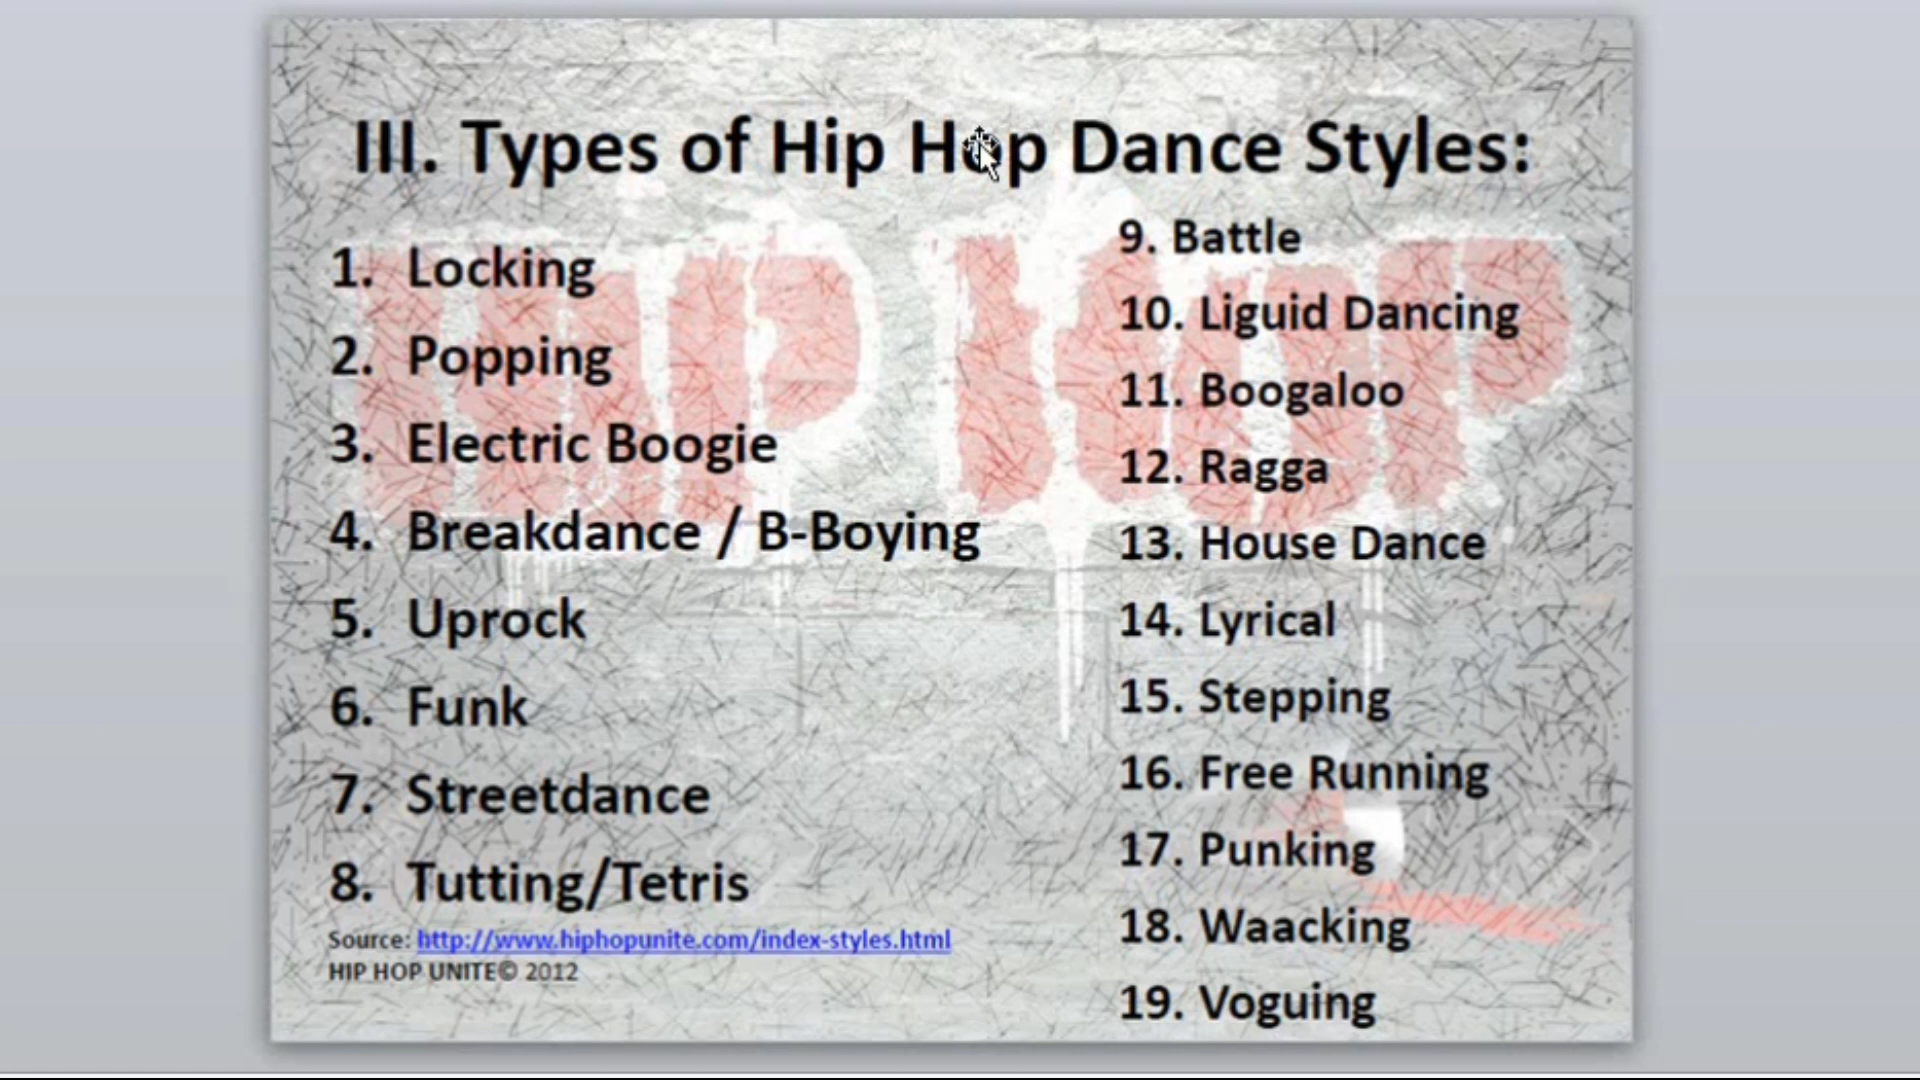 III. Types of Hip Hop Dance Styles:
1. Locking
2. Popping
3. Electric Boogie
4. Breakdance / B-Boying
5. Uprock
6. Funk
7. Streetdance
8. Tutting/Tetris
Source: http://www.hiphopunite.com/index-styles.html
HIP HOP UNITE© 2012
9. Battle
10. Liguid Dancing
11. Boogaloo
12. Ragga
13. House Dance
14. Lyrical
15. Stepping
16. Free Running
17. Punking
18. Waacking
19. Voguing
HIP HOP